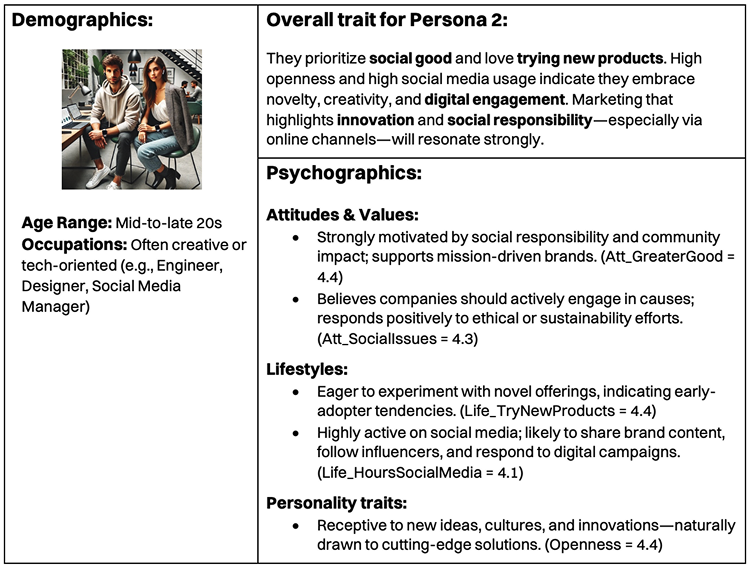 Demographics:
Age Range: Mid-to-late 20s
Occupations: Often creative or
tech-oriented (e.g., Engineer,
Designer, Social Media
Manager)
Overall trait for Persona 2:
They prioritize social good and love trying new products. High
openness and high social media usage indicate they embrace
novelty, creativity, and digital engagement. Marketing that
highlights innovation and social responsibility—especially via
online channels—will resonate strongly.
Psychographics:
Attitudes & Values:
• Strongly motivated by social responsibility and community
impact; supports mission-driven brands. (Att_GreaterGood =
4.4)
• Believes companies should actively engage in causes;
responds positively to ethical or sustainability efforts.
(Att_SocialIssues = 4.3)
Lifestyles:
• Eager to experiment with novel offerings, indicating early-
adopter tendencies. (Life_TryNewProducts = 4.4)
• Highly active on social media; likely to share brand content,
follow influencers, and respond to digital campaigns.
(Life_HoursSocialMedia = 4.1)
Personality traits:
• Receptive to new ideas, cultures, and innovations—naturally
drawn to cutting-edge solutions. (Openness = 4.4)